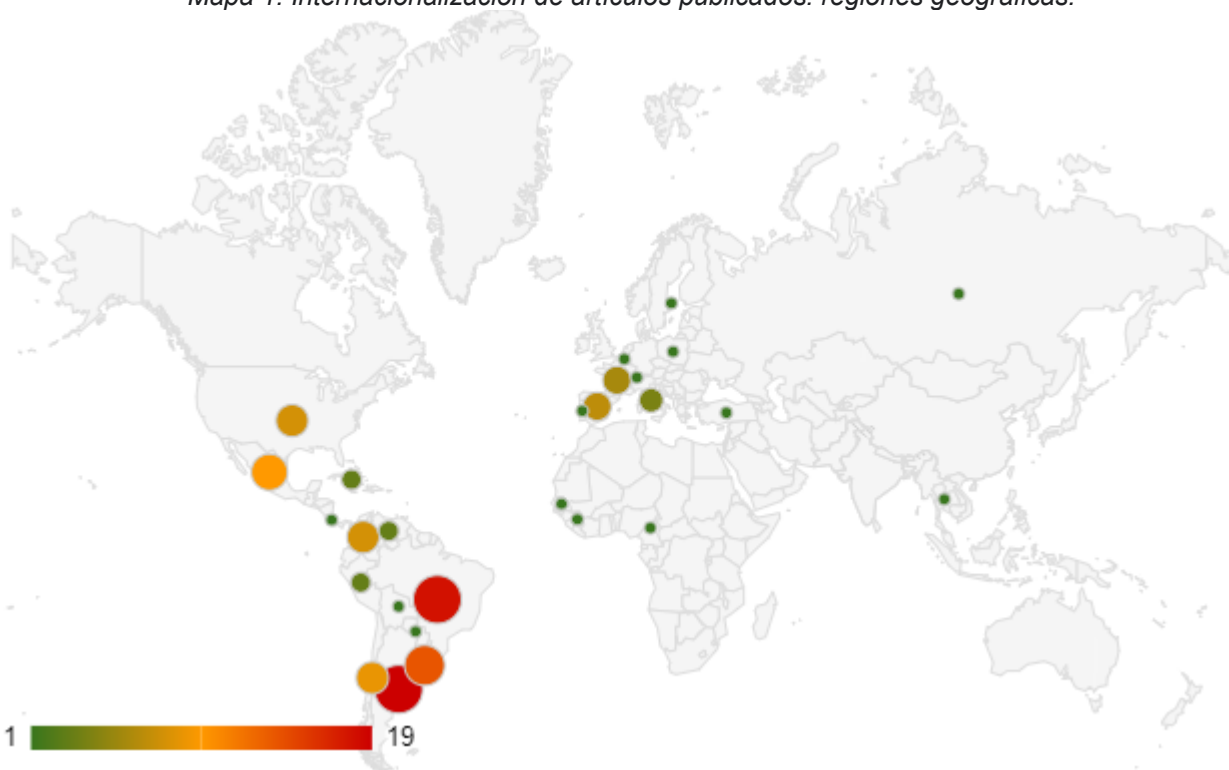 Mapa 1. Internacionalización de artículos publicados: regiones geográficas.
1
19